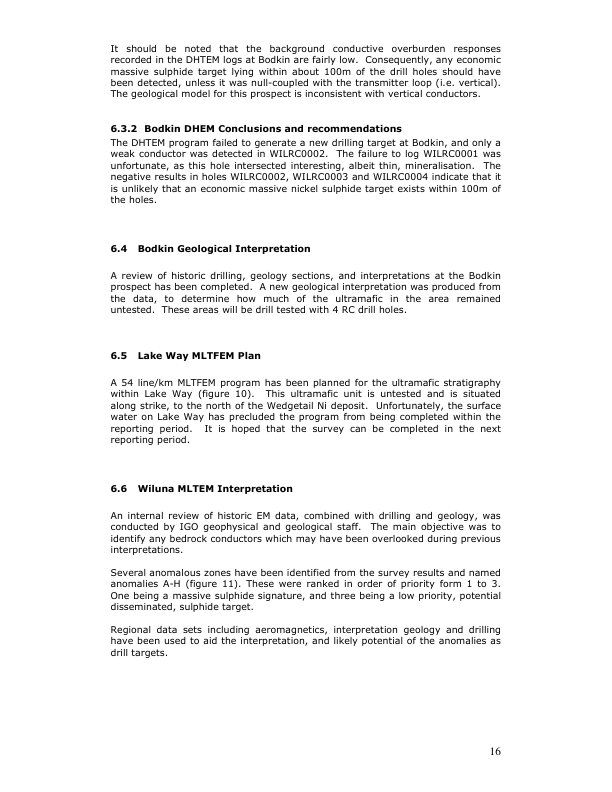 It should be noted that the background conductive overburden responses
recorded in the DHTEM logs at Bodkin are fairly low.  Consequently, any economic
massive sulphide target lying within about 100m of the drill holes should have
been detected, unless it was null-coupled with the transmitter loop (i.e. vertical).
The geological model for this prospect is inconsistent with vertical conductors.
6.3.2  Bodkin DHEM Conclusions and recommendations
The DHTEM program failed to generate a new drilling target at Bodkin, and only a
weak conductor was detected in WILRC0002.  The failure to log WILRC0001 was
unfortunate, as this hole intersected interesting, albeit thin, mineralisation.  The
negative results in holes WILRC0002, WILRC0003 and WILRC0004 indicate that it
is unlikely that an economic massive nickel sulphide target exists within 100m of
the holes.
6.4   Bodkin Geological Interpretation
A review of historic drilling, geology sections, and interpretations at the Bodkin
prospect has been completed.  A new geological interpretation was produced from
the data, to determine how much of the ultramafic in the area remained
untested.  These areas will be drill tested with 4 RC drill holes.
6.5   Lake Way MLTFEM Plan
A 54 line/km MLTFEM program has been planned for the ultramafic stratigraphy
within Lake Way (figure 10).   This ultramafic unit is untested and is situated
along strike, to the north of the Wedgetail Ni deposit.  Unfortunately, the surface
water on Lake Way has precluded the program from being completed within the
reporting period.  It is hoped that the survey can be completed in the next
reporting period.
6.6   Wiluna MLTEM Interpretation
An internal review of historic EM data, combined with drilling and geology, was
conducted by IGO geophysical and geological staff.  The main objective was to
identify any bedrock conductors which may have been overlooked during previous
interpretations.
Several anomalous zones have been identified from the survey results and named
anomalies A-H (figure 11). These were ranked in order of priority form 1 to 3.
One being a massive sulphide signature, and three being a low priority, potential
disseminated, sulphide target.
Regional data sets including aeromagnetics, interpretation geology and drilling
have been used to aid the interpretation, and likely potential of the anomalies as
drill targets.
16